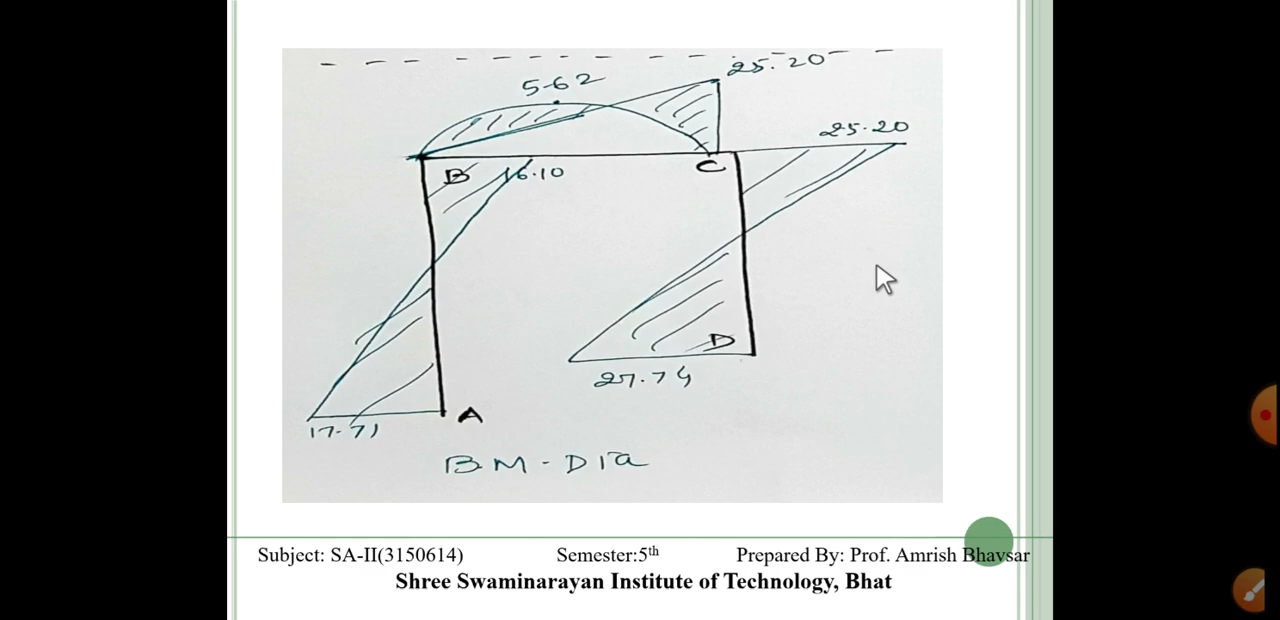 25.20
5.62
25.20
B
16.10
C
D
27.74
17.71
A
B.M - DIa
Subject: SA-II(3150614) Semester:5th Prepared By: Prof. Amrish Bhavsar
Shree Swaminarayan Institute of Technology, Bhat